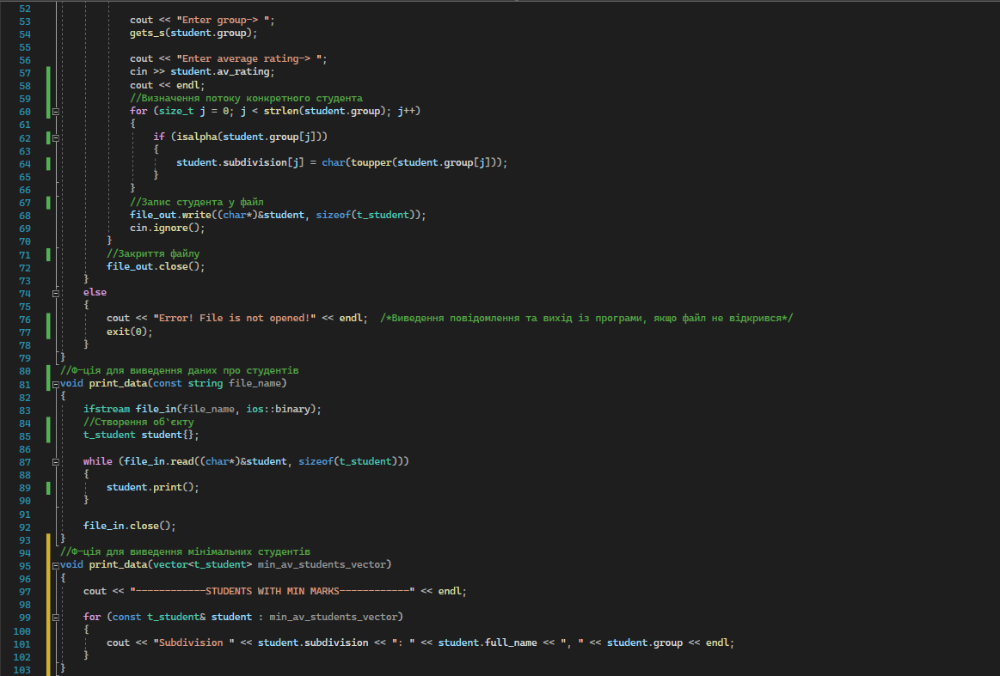 52
53 cout << "Enter group-> ";
54 gets_s(student.group);
55
56 cout << "Enter average rating-> ";
57 cin >> student.av_rating;
58 cout << endl;
59 //Визначення потоку конкретного студента
60 for (size_t j = 0; j < strlen(student.group); j++)
61 {
62 if (isalpha(student.group[j]))
63 {
64 student.subdivision[j] = char(toupper(student.group[j]));
65 }
66 }
67 //Запис студента у файл
68 file_out.write((char*)&student, sizeof(t_student));
69 cin.ignore();
70 }
71 //Закриття файлу
72 file_out.close();
73 }
74 else
75 {
76 cout << "Error! File is not opened!" << endl; /*Виведення повідомлення та вихід із програми, якщо файл не відкрився*/
77 exit(0);
78 }
79 }
80 //Ф-ція для виведення даних про студентів
81 void print_data(const string file_name)
82 {
83 ifstream file_in(file_name, ios::binary);
84 //Створення об`єкту
85 t_student student{};
86
87 while (file_in.read((char*)&student, sizeof(t_student)))
88 {
89 student.print();
90 }
91
92 file_in.close();
93 }
94 //Ф-ція для виведення мінімальних студентів
95 void print_data(vector<t_student> min_av_students_vector)
96 {
97 cout << "------------STUDENTS WITH MIN MARKS------------" << endl;
98
99 for (const t_student& student : min_av_students_vector)
100 {
101 cout << "Subdivision " << student.subdivision << ": " << student.full_name << ", " << student.group << endl;
102 }
103 }